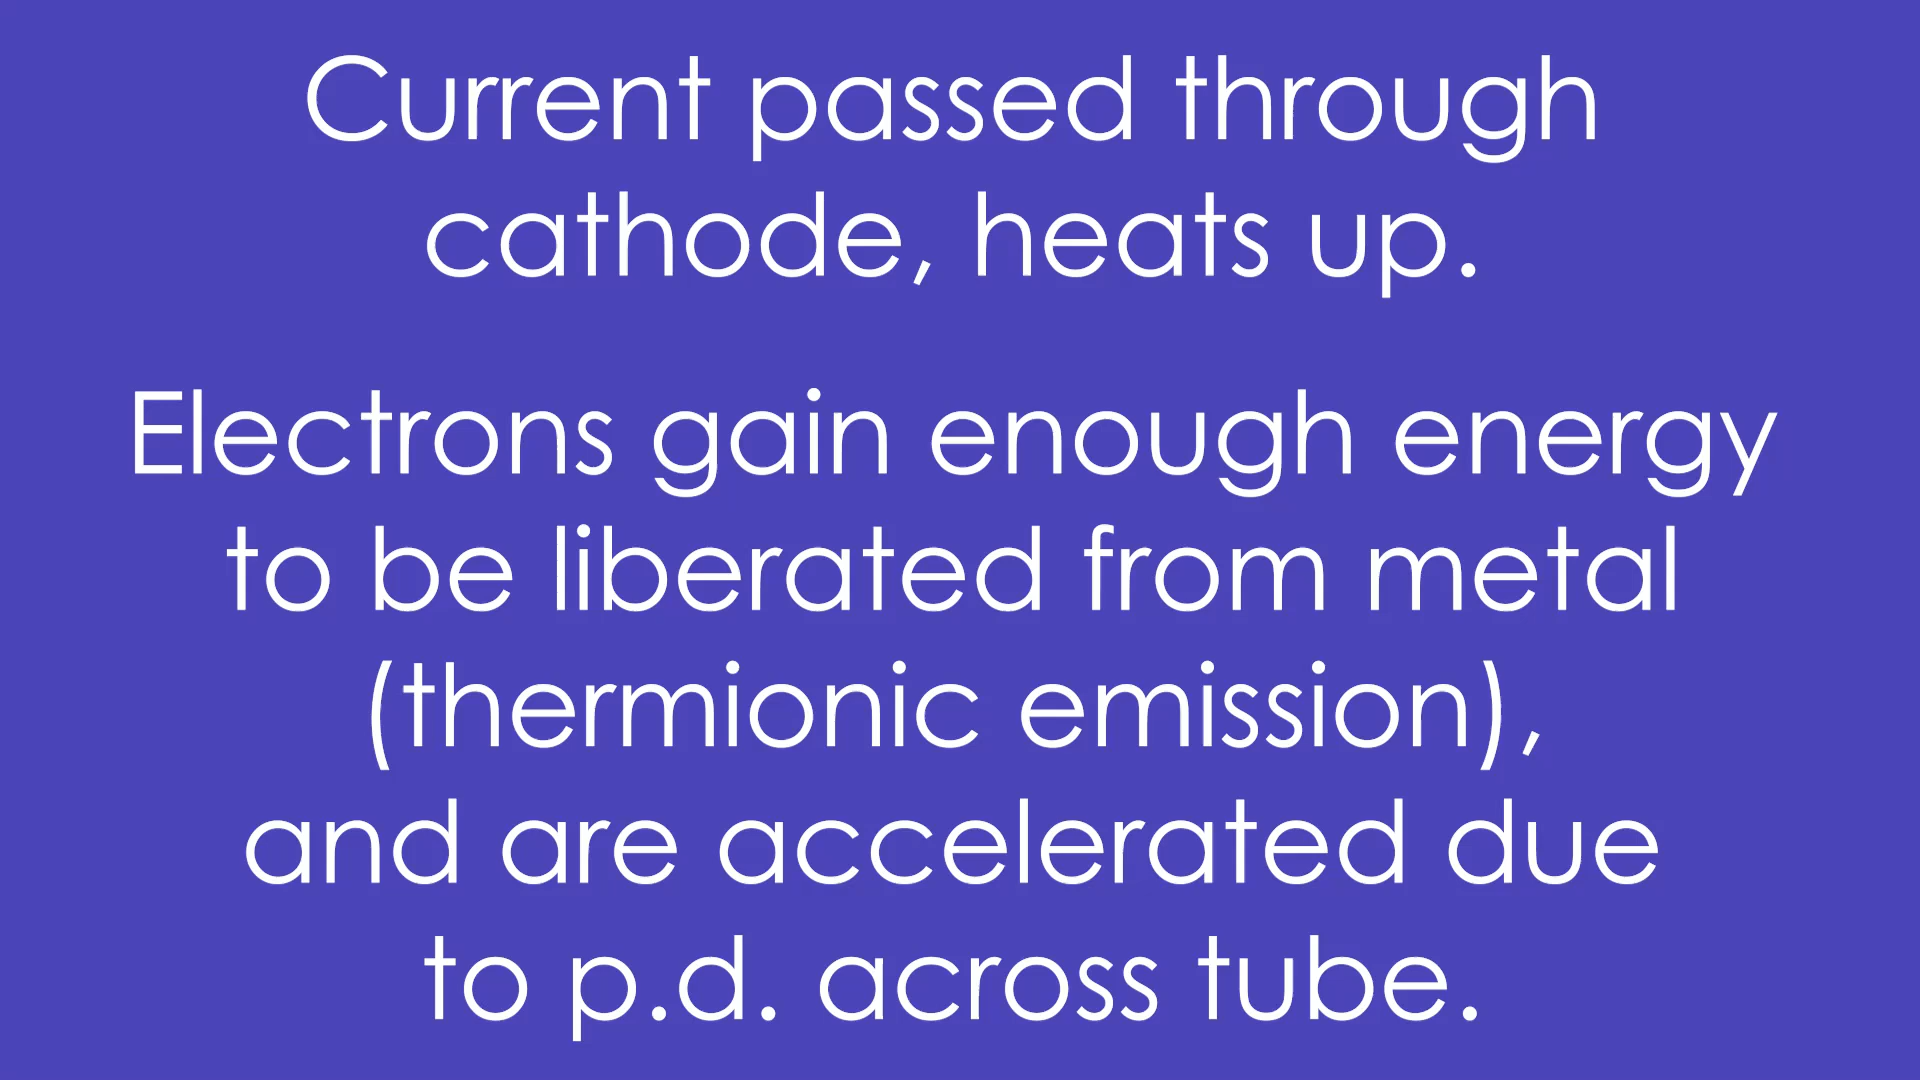 Current passed through
cathode, heats up.
Electrons gain enough energy
to be liberated from metal
(thermionic emission),
and are accelerated due
to p.d. across tube.